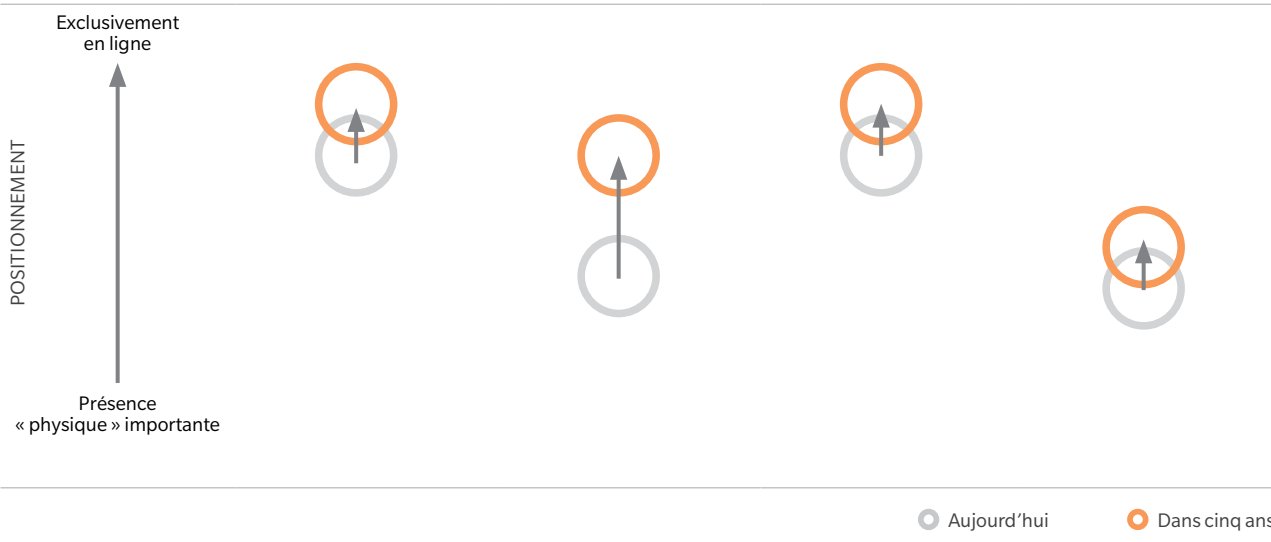 Exclusivement
en ligne
POSITIONNEMENT
Présence
« physique » importante
Aujourd’hui
Dans cinq ans